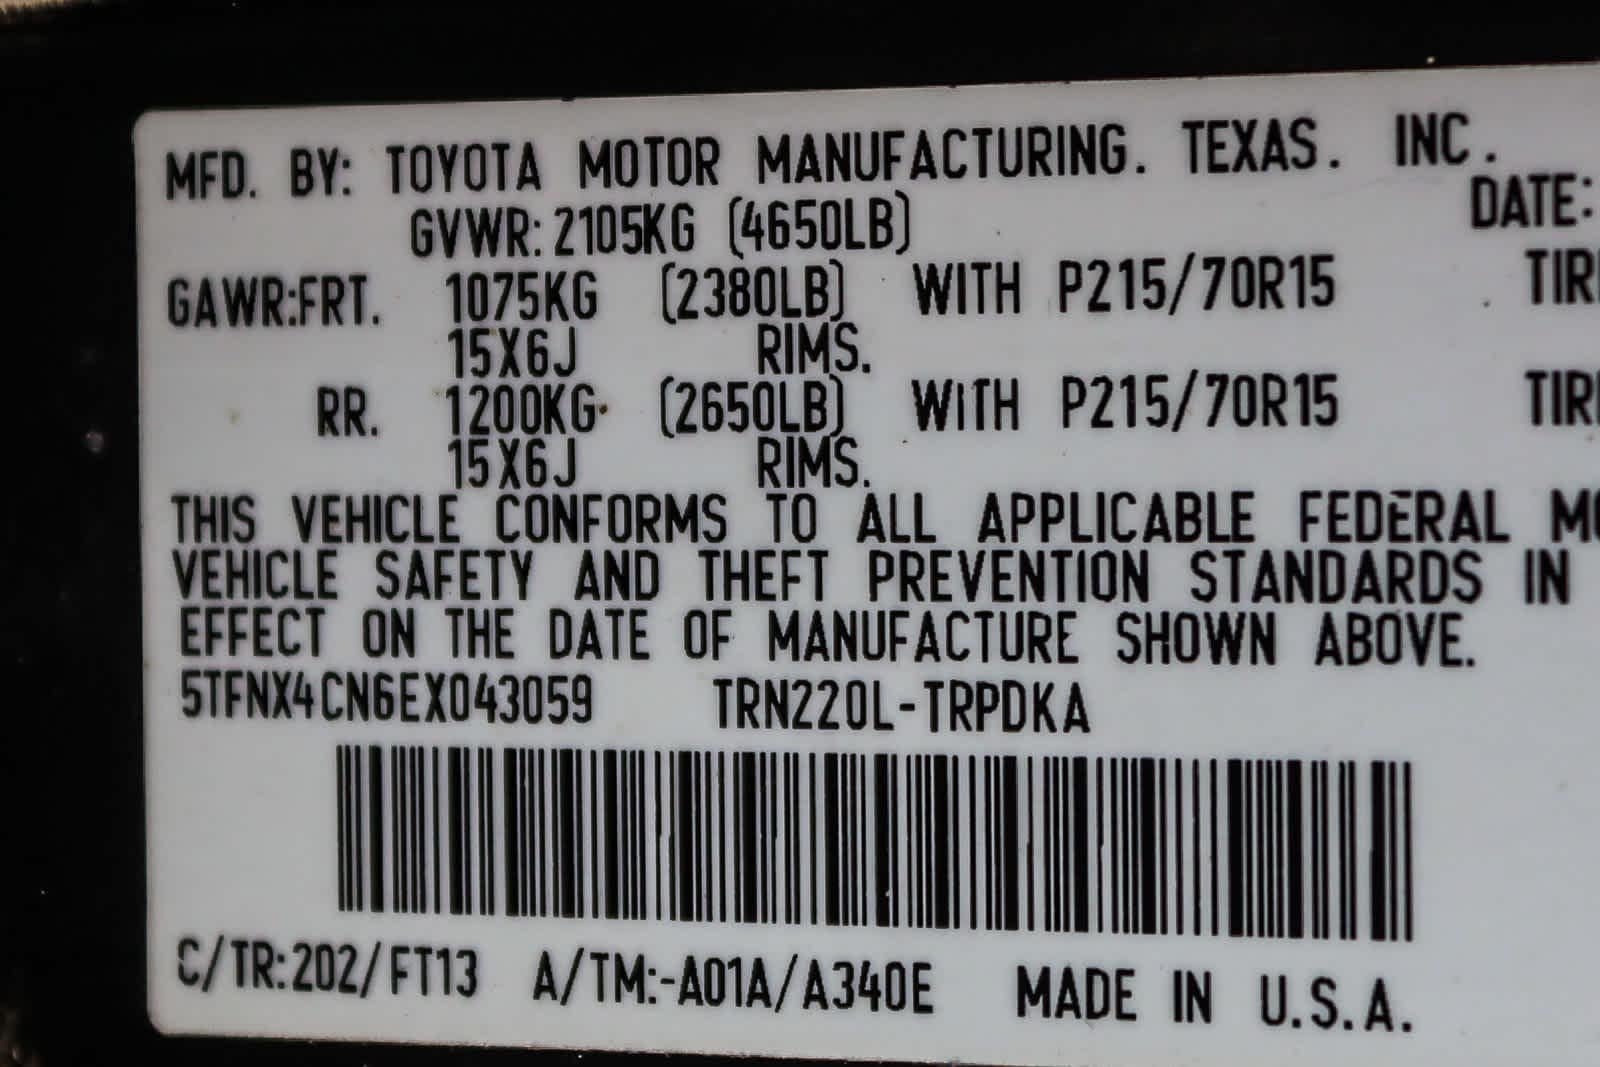 MFD. BY: TOYOTA MOTOR MANUFACTURING. TEXAS. INC.
DATE:
GVWR: 2105KG (4650LB)
GAWR:FRT. 1075KG (2380LB) WITH P215/70R15
15X6J RIMS.
RR. 1200KG (2650LB) WITH P215/70R15
15X6J RIMS.
THIS VEHICLE CONFORMS TO ALL APPLICABLE FEDERAL
VEHICLE SAFETY AND THEFT PREVENTION STANDARDS IN
EFFECT ON THE DATE OF MANUFACTURE SHOWN ABOVE.
5TFNX4CN6EX043059 TRN220L-TRPDKA
C/TR:202/FT13 A/TM:-A01A/A340E MADE IN U.S.A.